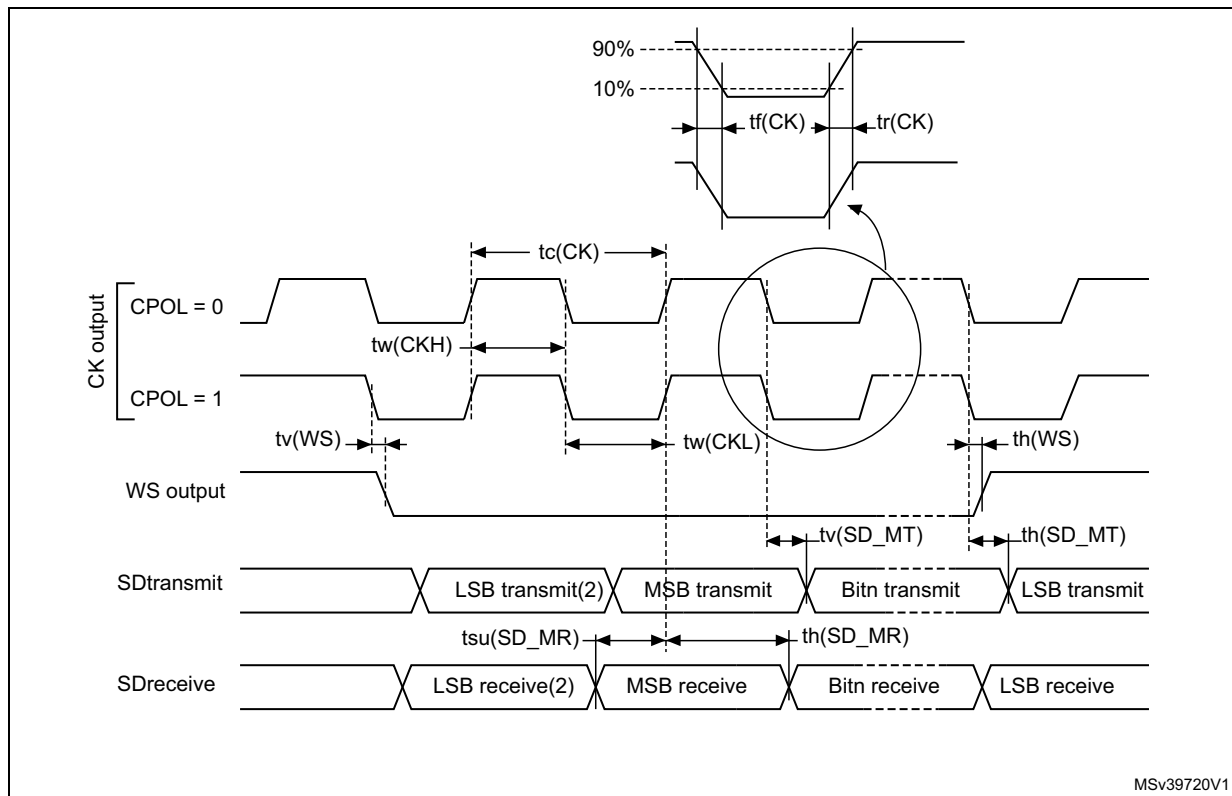 90%
10%
tf(CK)
tr(CK)
tc(CK)
CK output
CPOL = 0
tw(CKH)
CPOL = 1
tv(WS)
tw(CKL)
th(WS)
WS output
tv(SD_MT)
th(SD_MT)
SDtransmit
LSB transmit(2)
MSB transmit
Bitn transmit
LSB transmit
tsu(SD_MR)
th(SD_MR)
SDreceive
LSB receive(2)
MSB receive
Bitn receive
LSB receive
MSv39720V1